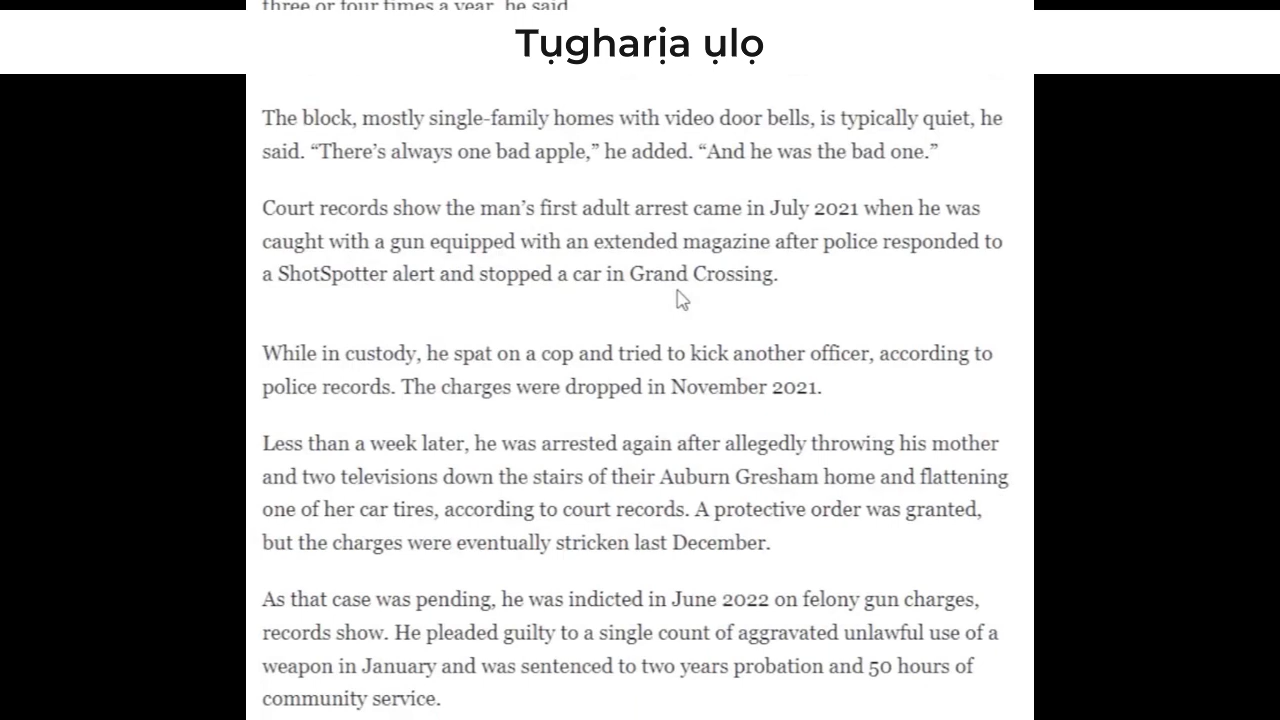 three or four times a year, he said
Tụgharịa ụlọ
The block, mostly single-family homes with video door bells, is typically quiet, he
said. “There’s always one bad apple,” he added. “And he was the bad one.”
Court records show the man’s first adult arrest came in July 2021 when he was
caught with a gun equipped with an extended magazine after police responded to
a ShotSpotter alert and stopped a car in Grand Crossing.
While in custody, he spat on a cop and tried to kick another officer, according to
police records. The charges were dropped in November 2021.
Less than a week later, he was arrested again after allegedly throwing his mother
and two televisions down the stairs of their Auburn Gresham home and flattening
one of her car tires, according to court records. A protective order was granted,
but the charges were eventually stricken last December.
As that case was pending, he was indicted in June 2022 on felony gun charges,
records show. He pleaded guilty to a single count of aggravated unlawful use of a
weapon in January and was sentenced to two years probation and 50 hours of
community service.